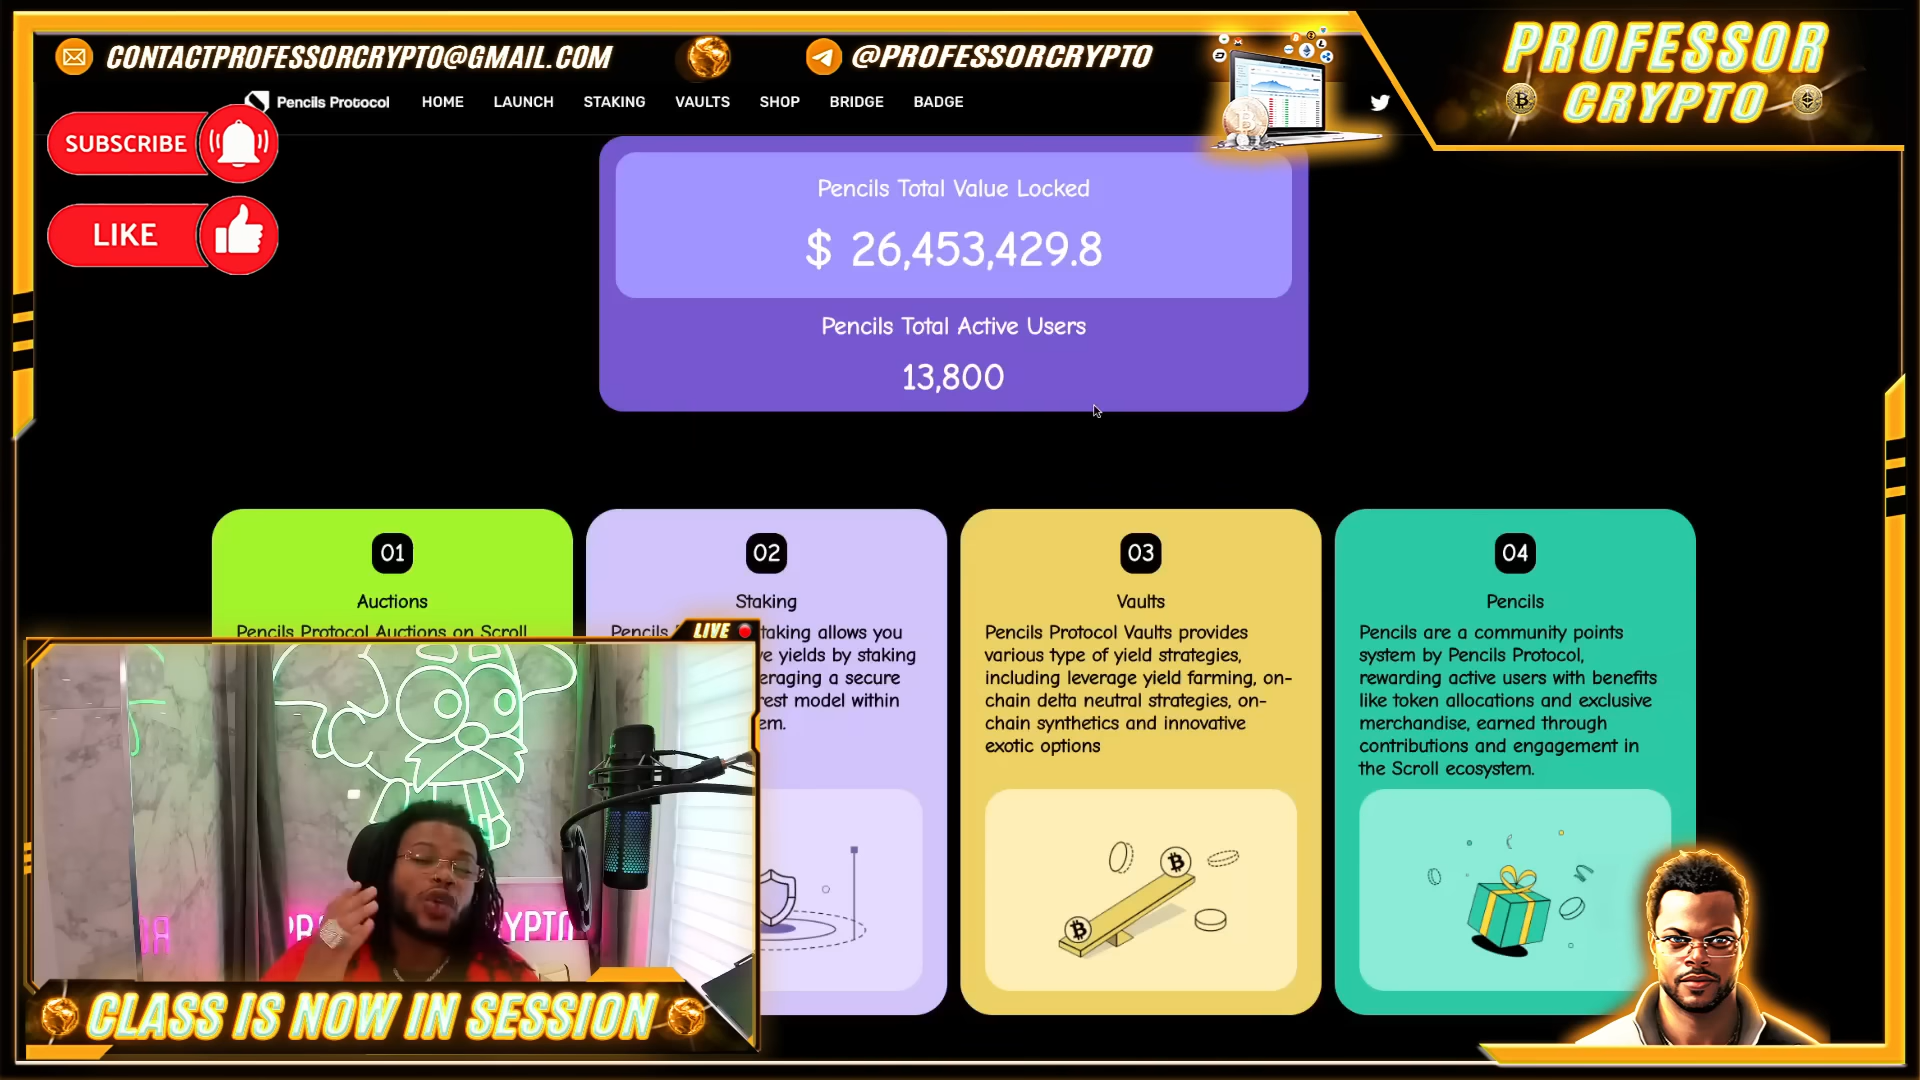 CONTACTPROFESSORCRYPTO@GMAIL.COM
@PROFESSORCRYPTO
PROFESSOR
CRYPTO
Pencils Protocol
HOME
LAUNCH
STAKING
VAULTS
SHOP
BRIDGE
BADGE
SUBSCRIBE
LIKE
Pencils Total Value Locked
$ 26,453,429.8
Pencils Total Active Users
13,800
01
Auctions
Pencils Protocol Auctions on Scroll
02
Staking
Pencils
taking allows you
yields by staking
a secure
model within
03
Vaults
Pencils Protocol Vaults provides
various type of yield strategies,
including leverage yield farming, on-
chain delta neutral strategies, on-
chain synthetics and innovative
exotic options
04
Pencils
Pencils are a community points
system by Pencils Protocol,
rewarding active users with benefits
like token allocations and exclusive
merchandise, earned through
contributions and engagement in
the Scroll ecosystem.
LIVE
PR
YPTO
CLASS IS NOW IN SESSION